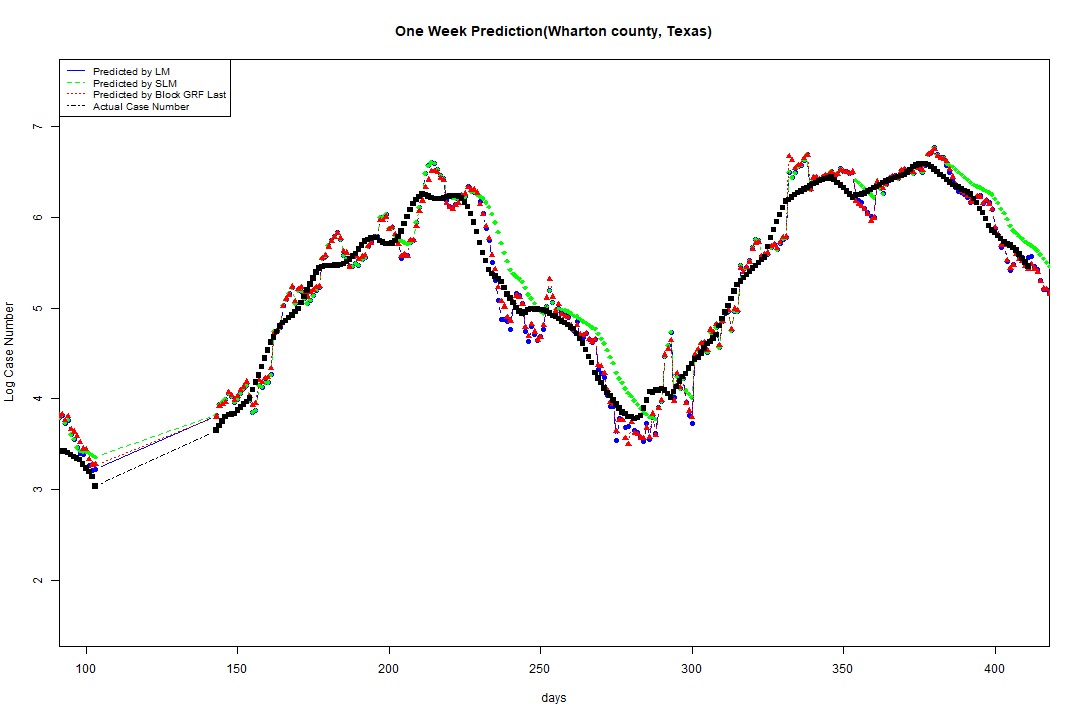 One Week Prediction(Wharton county, Texas)
Predicted by LM
Predicted by SLM
Predicted by Block GRF Last
Actual Case Number
7
6
5
4
3
2
Log Case Number
100 150 200 250 300 350 400
days